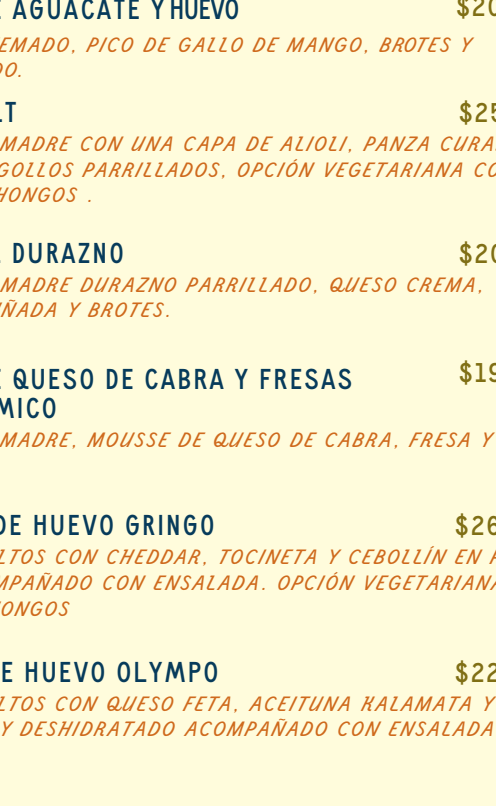 AGUACATE Y HUEVO $20
EMADO, PICO DE GALLO DE MANGO, BROTES Y
DO.
LT $25
MADRE CON UNA CAPA DE ALIOLI, PANZA CURA
GOLLOS PARRILLADOS, OPCIÓN VEGETARIANA CO
HONGOS .
DURAZNO $20
MADRE DURAZNO PARRILLADO, QUESO CREMA,
ÑADA Y BROTES.
E QUESO DE CABRA Y FRESAS $19
MICO
MADRE, MOUSSE DE QUESO DE CABRA, FRESA Y
DE HUEVO GRINGO $26
LTOS CON CHEDDAR, TOCINETA Y CEBOLLÍN EN
MPAÑADO CON ENSALADA. OPCIÓN VEGETARIANA
ONGOS
E HUEVO OLYMPO $22
LTOS CON QUESO FETA, ACEITUNA KALAMATA Y
Y DESHIDRATADO ACOMPAÑADO CON ENSALADA